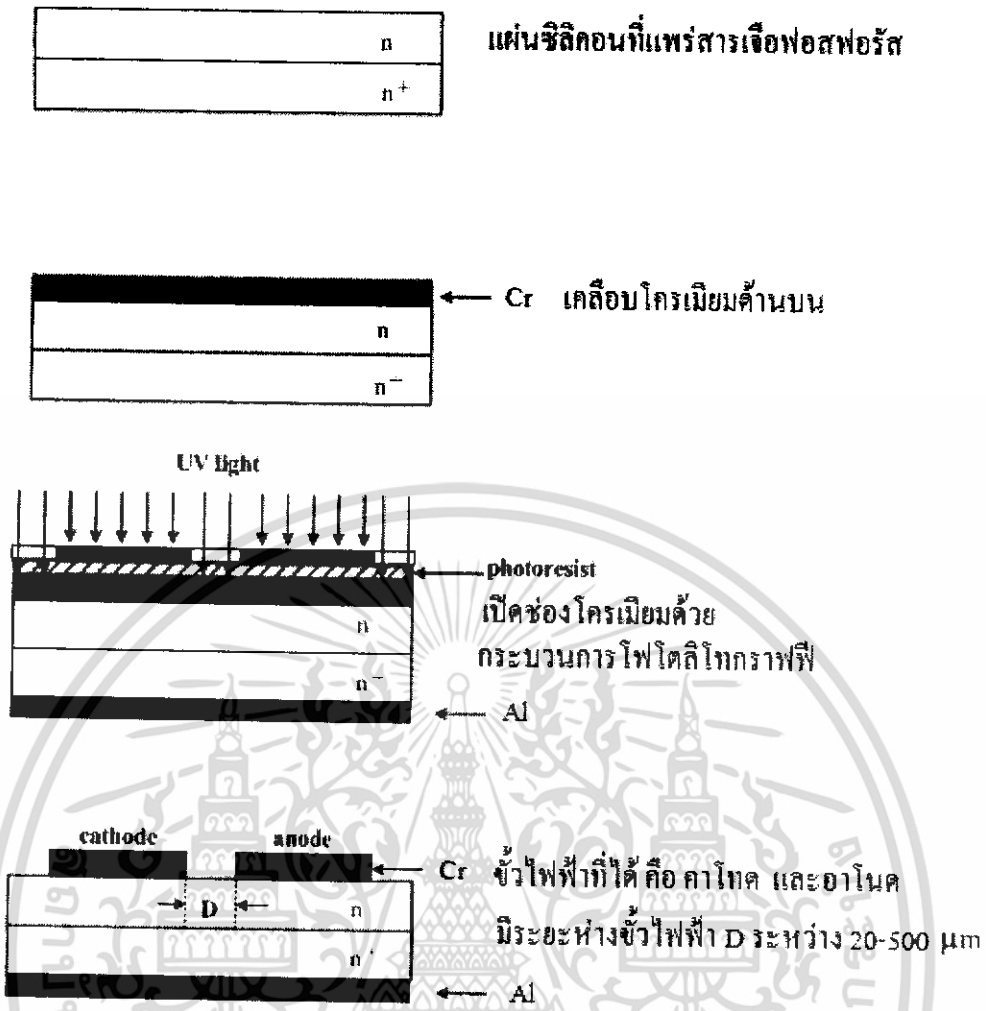 n
แผ่นซิลิคอนที่แพร่สารเจือฟอสฟอรัส
n+
Cr เคลือบโครเมียมด้านบน
n
n−
UV light
photoresist
n
เปิดช่องโครเมียมด้วย
กระบวนการโฟโตลิโทกราฟฟี
n−
Al
cathode anode
Cr ขั้วไฟฟ้าที่ได้ คือ คาโทด และอาโนด
D n
มีระยะห่างขั้วไฟฟ้า D ระหว่าง 20-500 μm
n
Al